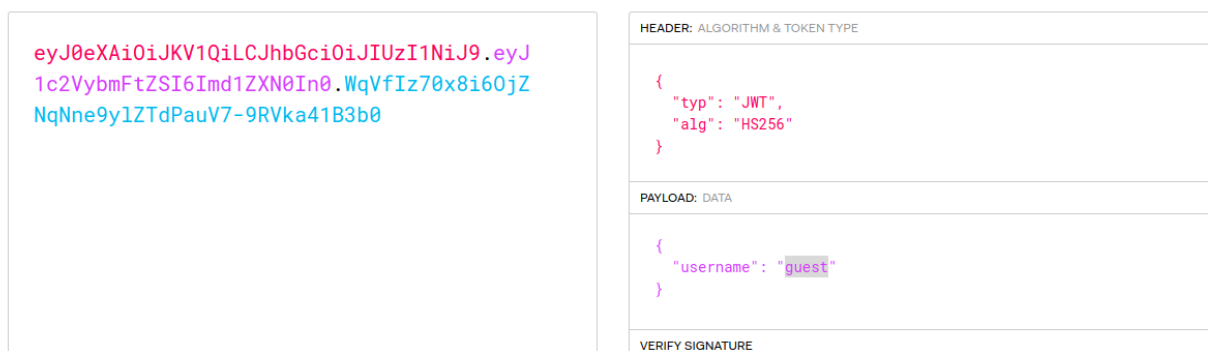 eyJ0eXAiOiJKV1QiLCJhbGciOiJIUzI1NiJ9.eyJ
1c2VybmFtZSI6Imd1ZXN0In0.WqVfIz70x8i6OjZ
NqNne9ylZTdPauV7-9RVka41B3b0
HEADER: ALGORITHM & TOKEN TYPE
{
"typ": "JWT",
"alg": "HS256"
}
PAYLOAD: DATA
{
"username": "guest"
}
VERIFY SIGNATURE